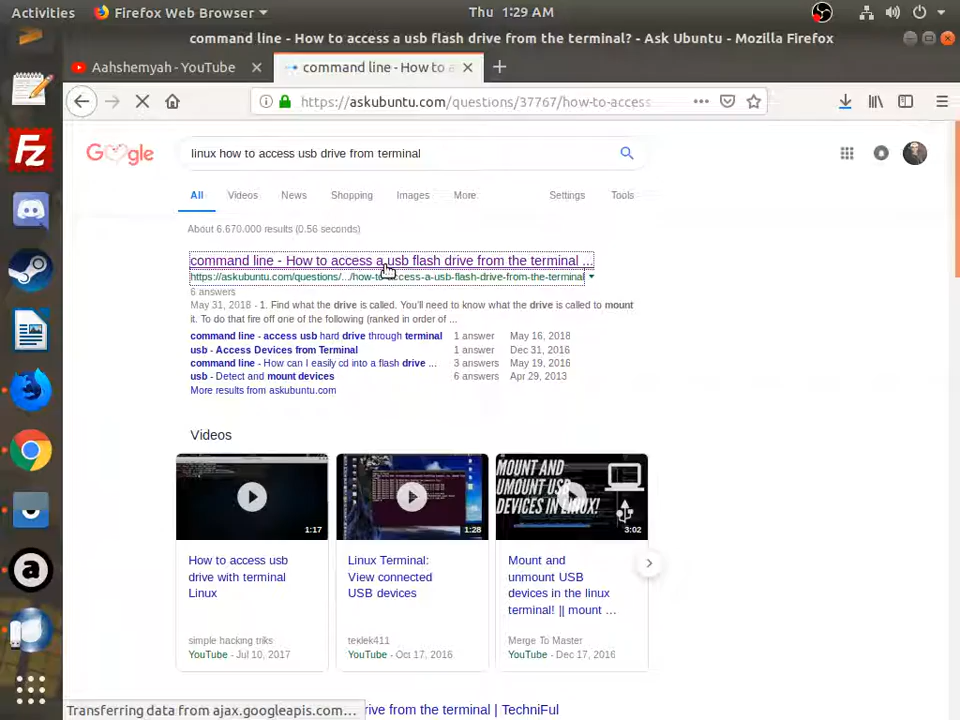 Activities
Firefox Web Browser
Thu 1:29 AM
command line - How to access a usb flash drive from the terminal? - Ask Ubuntu - Mozilla Firefox
Aahshemyah - YouTube
command line - How to a
https://askubuntu.com/questions/37767/how-to-access
Google
linux how to access usb drive from terminal
All
Videos
News
Shopping
Images
More
Settings
Tools
About 6.670.000 results (0.56 seconds)
command line - How to access a usb flash drive from the terminal ...
https://askubuntu.com/questions/.../how-to-access-a-usb-flash-drive-from-the-terminal
6 answers
May 31, 2018 - 1. Find what the drive is called. You'll need to know what the drive is called to mount
it. To do that fire off one of the following (ranked in order of ...
command line - access usb hard drive through terminal 1 answer May 16, 2018
usb - Access Devices from Terminal 1 answer Dec 31, 2016
command line - How can I easily cd into a flash drive ... 3 answers May 19, 2016
usb - Detect and mount devices 6 answers Apr 29, 2013
More results from askubuntu.com
Videos
MOUNT AND
UMOUNT USB
DEVICES IN LINUX!
1:17
1:28
3:02
How to access usb
drive with terminal
Linux
simple hacking triks
YouTube - Jul 10, 2017
Linux Terminal:
View connected
USB devices
teklek411
YouTube - Oct 17, 2016
Mount and
unmount USB
devices in the linux
terminal! || mount ...
Merge To Master
YouTube - Dec 17, 2016
Transferring data from ajax.googleapis.com...
rive from the terminal | TechniFul